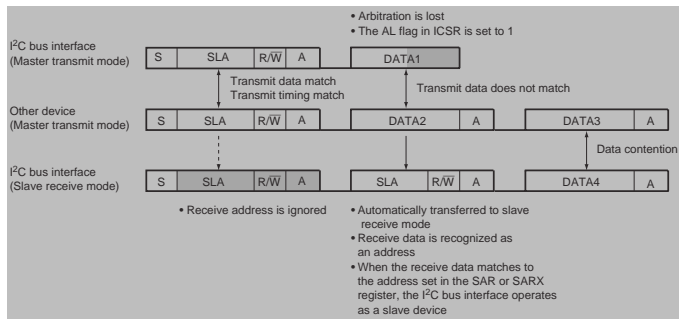 • Arbitration is lost
• The AL flag in ICSR is set to 1
I2C bus interface
(Master transmit mode)
S SLA R/W̅ A DATA1
Transmit data match
Transmit timing match
Transmit data does not match
Other device
(Master transmit mode)
S SLA R/W̅ A DATA2 A DATA3 A
Data contention
I2C bus interface
(Slave receive mode)
S SLA R/W̅ A SLA R/W̅ A DATA4 A
• Receive address is ignored
• Automatically transferred to slave
receive mode
• Receive data is recognized as
an address
• When the receive data matches to
the address set in the SAR or SARX
register, the I2C bus interface operates
as a slave device